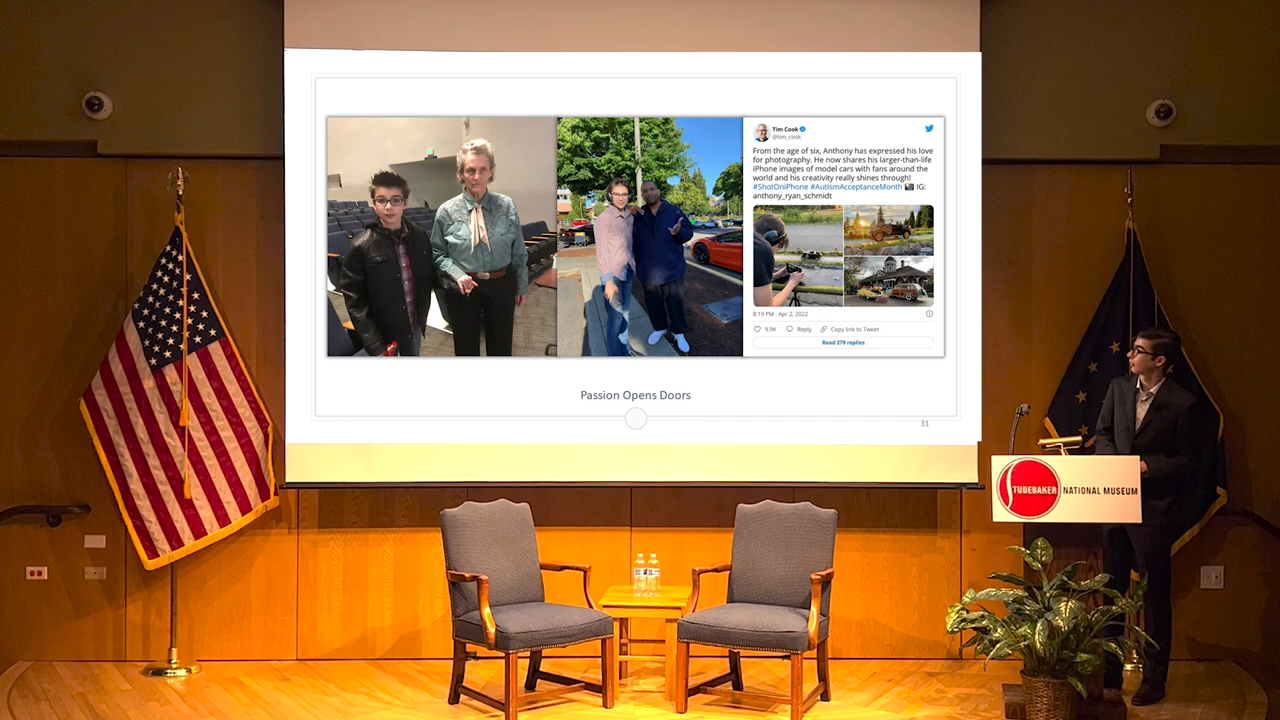 Tim Cook
@tim_cook
From the age of six, Anthony has expressed his love
for photography. He now shares his larger-than-life
iPhone images of model cars with fans around the
world and his creativity really shines through!
#ShotOniPhone #AutismAcceptanceMonth 📸 IG:
anthony_ryan_schmidt
8:19 PM · Apr 2, 2022
9.9K Reply Copy link to Tweet
Read 279 replies
Passion Opens Doors
31
STUDEBAKER NATIONAL MUSEUM